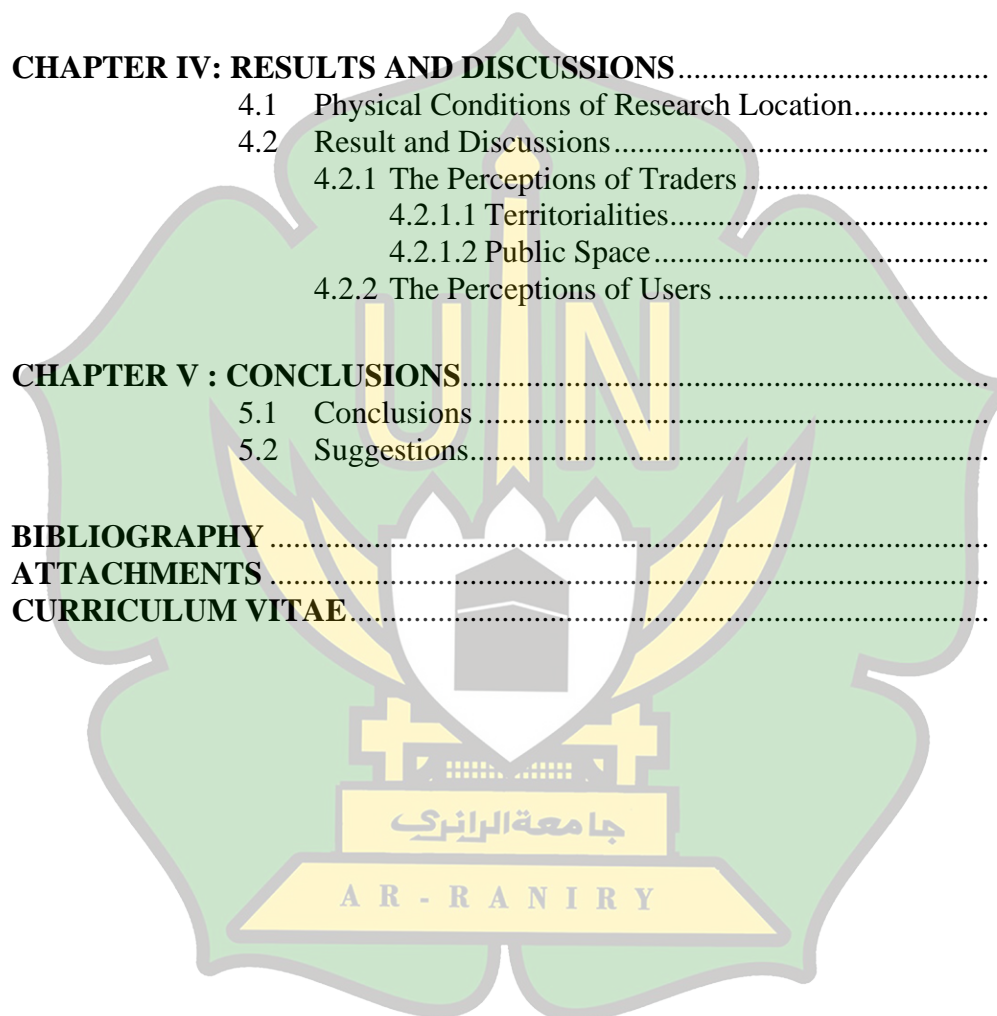 CHAPTER IV: RESULTS AND DISCUSSIONS......................................
4.1 Physical Conditions of Research Location.................
4.2 Result and Discussions..............................................
4.2.1 The Perceptions of Traders..............................
4.2.1.1 Territorialities.......................................
4.2.1.2 Public Space.........................................
4.2.2 The Perceptions of Users.................................
CHAPTER V : CONCLUSIONS................................................................
5.1 Conclusions...............................................................
5.2 Suggestions................................................................
BIBLIOGRAPHY........................................................................................
ATTACHMENTS........................................................................................
CURRICULUM VITAE..............................................................................
UIN
جامعة الرانري
AR-RANIRY